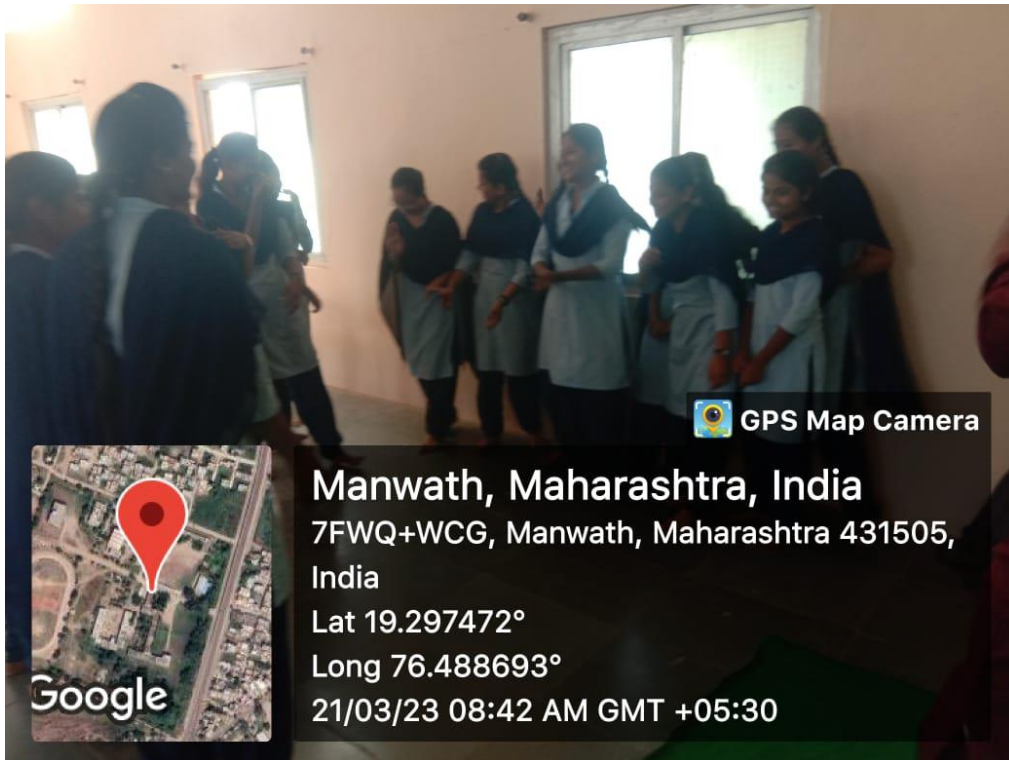 GPS Map Camera
Manwath, Maharashtra, India
7FWQ+WCG, Manwath, Maharashtra 431505,
India
Lat 19.297472°
Long 76.488693°
21/03/23 08:42 AM GMT +05:30
Google